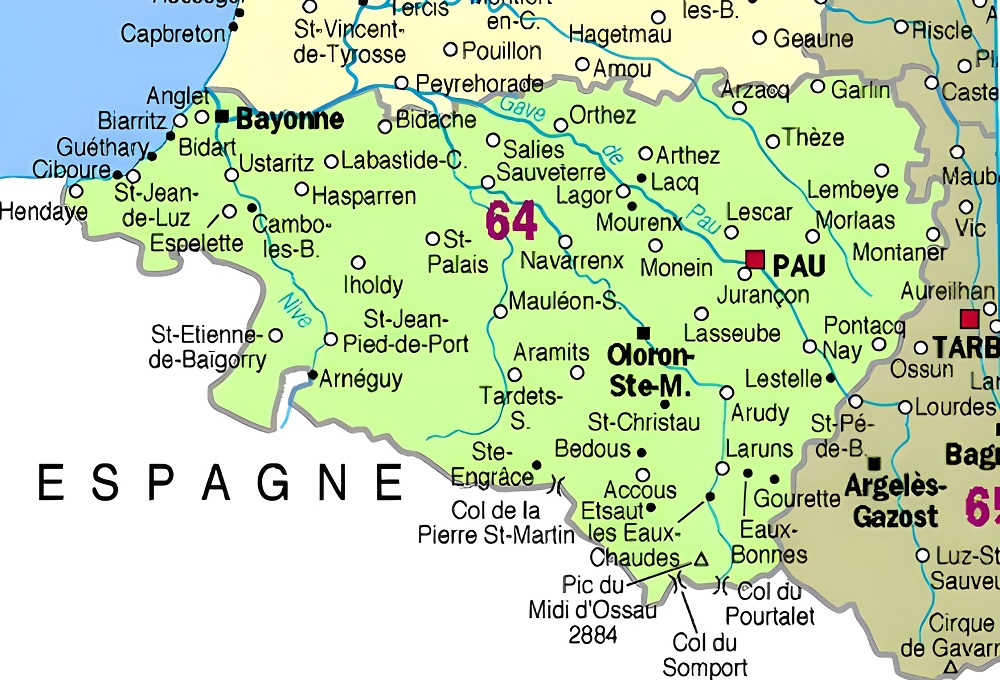 Capbreton
St-Vincent-
de-Tyrosse
Tercis
Montfort-
en-C.
Hagetmau
les-B.
Geaune
Riscle
Pouillon
Amou
Peyrehorade
Arzacq
Garlin
Anglet
Biarritz
Bayonne
Bidache
Gave
Orthez
Guéthary
Bidart
Salies
de
Arthez
Thèze
Ciboure
Ustaritz
Labastide-C.
Sauveterre
Lacq
Lagor
Lembeye
Hendaye
St-Jean-
de-Luz
Hasparren
64
Mourenx
Pau
Lescar
Morlaas
Vic
Espelette
Cambo-
les-B.
St-
Palais
Navarrenx
Monein
PAU
Montaner
Iholdy
Jurançon
Aureilhan
Nive
Mauléon-S.
Lasseube
Pontacq
St-Etienne-
de-Baïgorry
St-Jean-
Pied-de-Port
Aramits
Oloron-
Ste-M.
Nay
Ossun
Arnéguy
Tardets-
S.
Lestelle
St-Christau
Arudy
St-Pé-
de-B.
Lourdes
Ste-
Engrâce
Bedous
Laruns
ESPAGNE
Accous
Gourette
Argelès-
Gazost
Col de la
Pierre St-Martin
Etsaut
les Eaux-
Chaudes
Eaux-
Bonnes
Pic du
Midi d'Ossau
2884
Col du
Pourtalet
Col du
Somport
Cirque